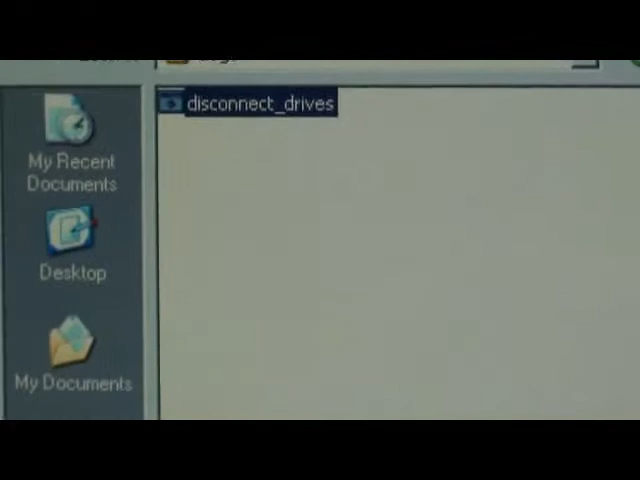 disconnect_drives
My Recent
Documents
Desktop
My Documents